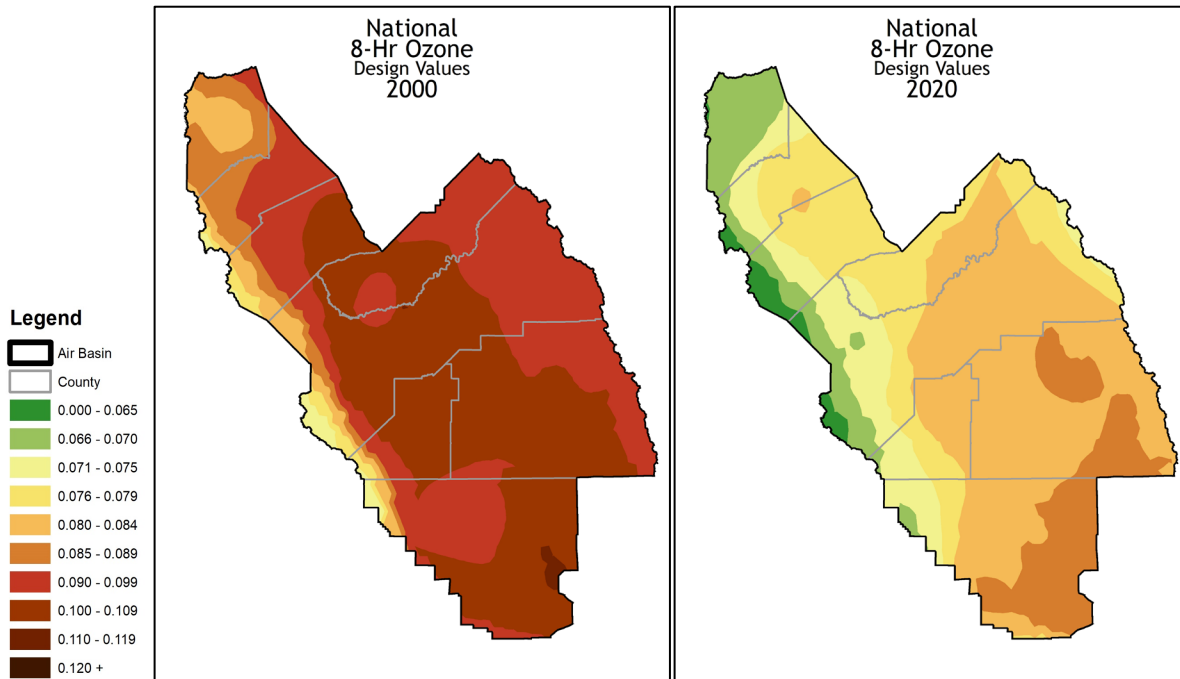 National
8-Hr Ozone
Design Values
2000
National
8-Hr Ozone
Design Values
2020
Legend
Air Basin
County
0.000 - 0.065
0.066 - 0.070
0.071 - 0.075
0.076 - 0.079
0.080 - 0.084
0.085 - 0.089
0.090 - 0.099
0.100 - 0.109
0.110 - 0.119
0.120 +